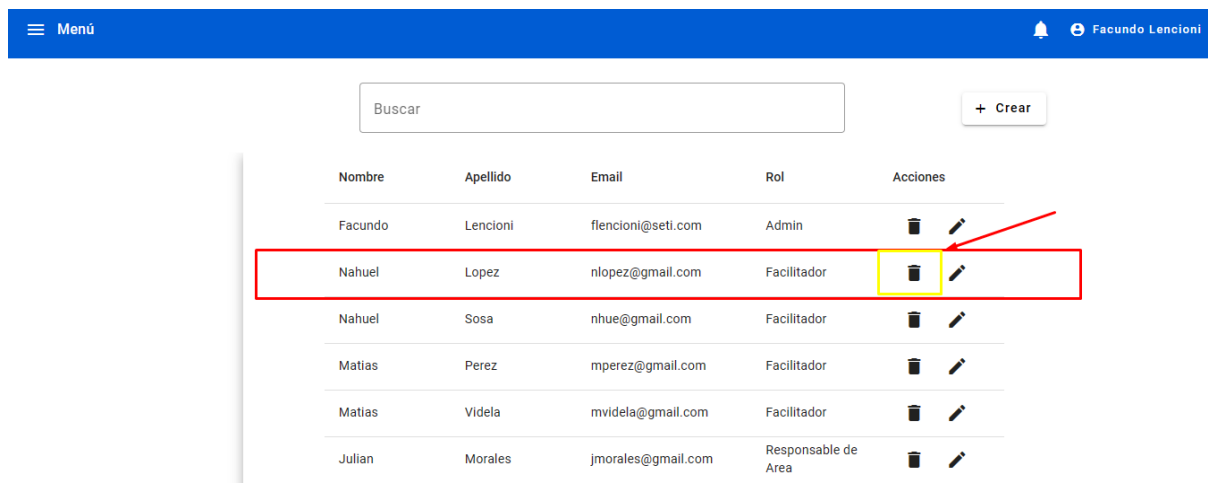 Menú
Facundo Lencioni
Buscar
+ Crear
Nombre Apellido Email Rol Acciones
Facundo Lencioni flencioni@seti.com Admin
Nahuel Lopez nlopez@gmail.com Facilitador
Nahuel Sosa nhue@gmail.com Facilitador
Matias Perez mperez@gmail.com Facilitador
Matias Videla mvidela@gmail.com Facilitador
Julian Morales jmorales@gmail.com Responsable de
Area